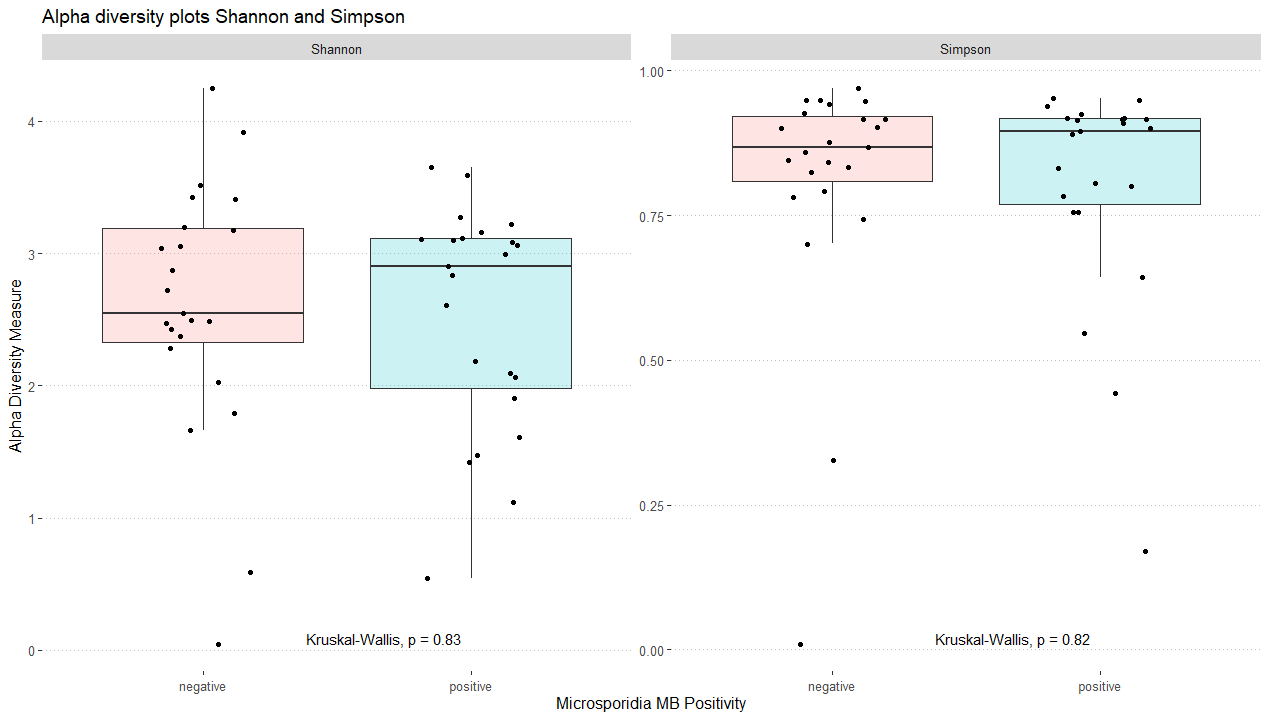 Alpha diversity plots Shannon and Simpson
Shannon
Simpson
Alpha Diversity Measure
4
3
2
1
0
1.00
0.75
0.50
0.25
0.00
Kruskal-Wallis, p = 0.83
Kruskal-Wallis, p = 0.82
negative
positive
negative
positive
Microsporidia MB Positivity